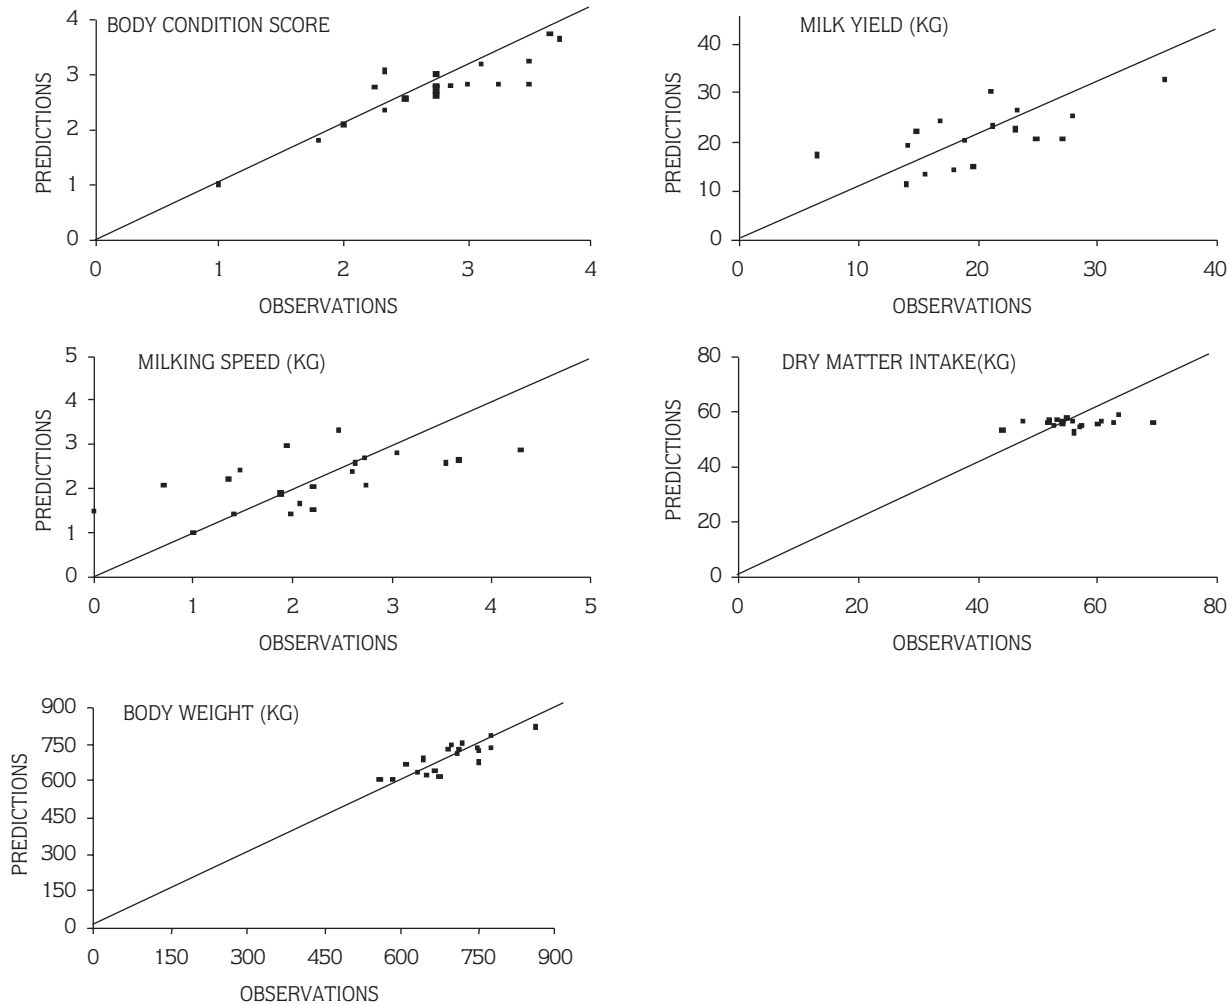 BODY CONDITION SCORE
4
3
2
1
0
PREDICTIONS
0 1 2 3 4
OBSERVATIONS
MILK YIELD (KG)
40
30
20
10
0
PREDICTIONS
0 10 20 30 40
OBSERVATIONS
MILKING SPEED (KG)
5
4
3
2
1
0
PREDICTIONS
0 1 2 3 4 5
OBSERVATIONS
DRY MATTER INTAKE(KG)
80
60
40
20
0
PREDICTIONS
0 20 40 60 80
OBSERVATIONS
BODY WEIGHT (KG)
900
750
600
450
300
150
0
PREDICTIONS
0 150 300 450 600 750 900
OBSERVATIONS